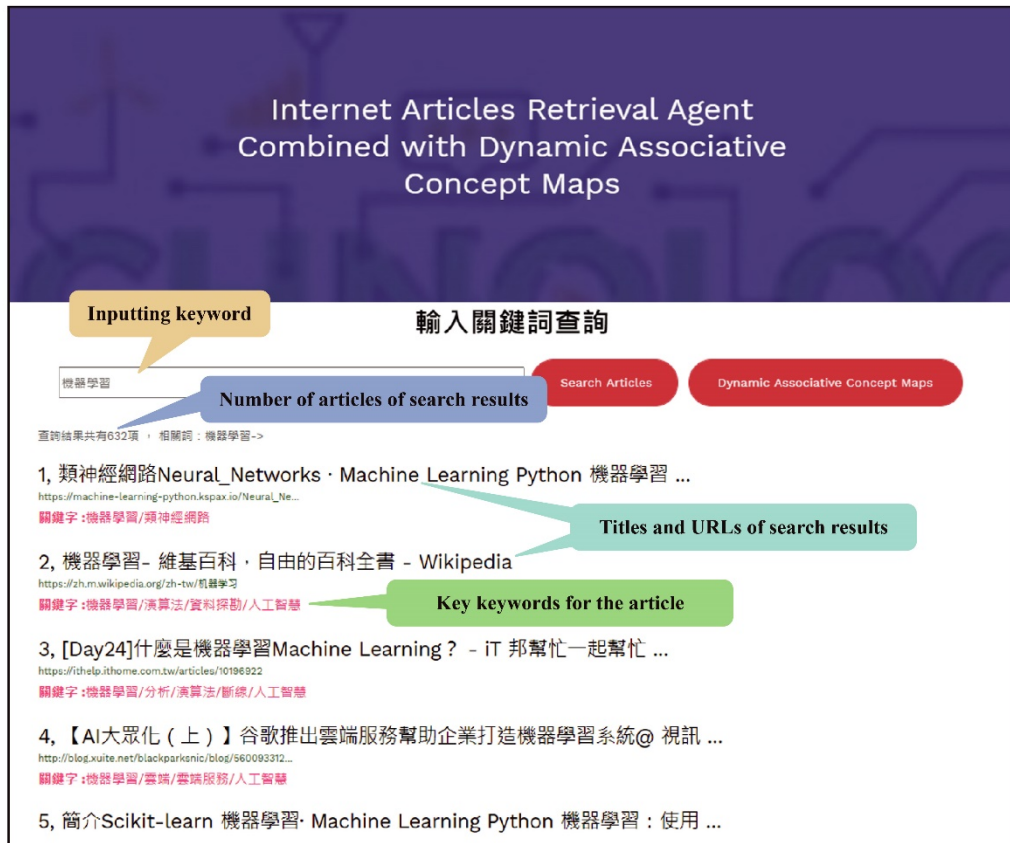 Internet Articles Retrieval Agent
Combined with Dynamic Associative
Concept Maps
Inputting keyword
輸入關鍵詞查詢
機器學習
Search Articles
Dynamic Associative Concept Maps
Number of articles of search results
查詢結果共有632項 ， 相關詞：機器學習->
1, 類神經網路Neural_Networks · Machine Learning Python 機器學習 ...
https://machine-learning-python.kspax.io/Neural_Ne...
關鍵字 :機器學習/類神經網路
Titles and URLs of search results
2, 機器學習- 維基百科，自由的百科全書 - Wikipedia
https://zh.m.wikipedia.org/zh-tw/机器学习
關鍵字 :機器學習/演算法/資料探勘/人工智慧
Key keywords for the article
3, [Day24]什麼是機器學習Machine Learning？ - iT 邦幫忙一起幫忙 ...
https://ithelp.ithome.com.tw/articles/10196922
關鍵字 :機器學習/分析/演算法/斷線/人工智慧
4, 【AI大眾化（上）】谷歌推出雲端服務幫助企業打造機器學習系統@ 視訊 ...
http://blog.xuite.net/blackparksnic/blog/560093312...
關鍵字 :機器學習/雲端/雲端服務/人工智慧
5, 簡介Scikit-learn 機器學習· Machine Learning Python 機器學習：使用 ...